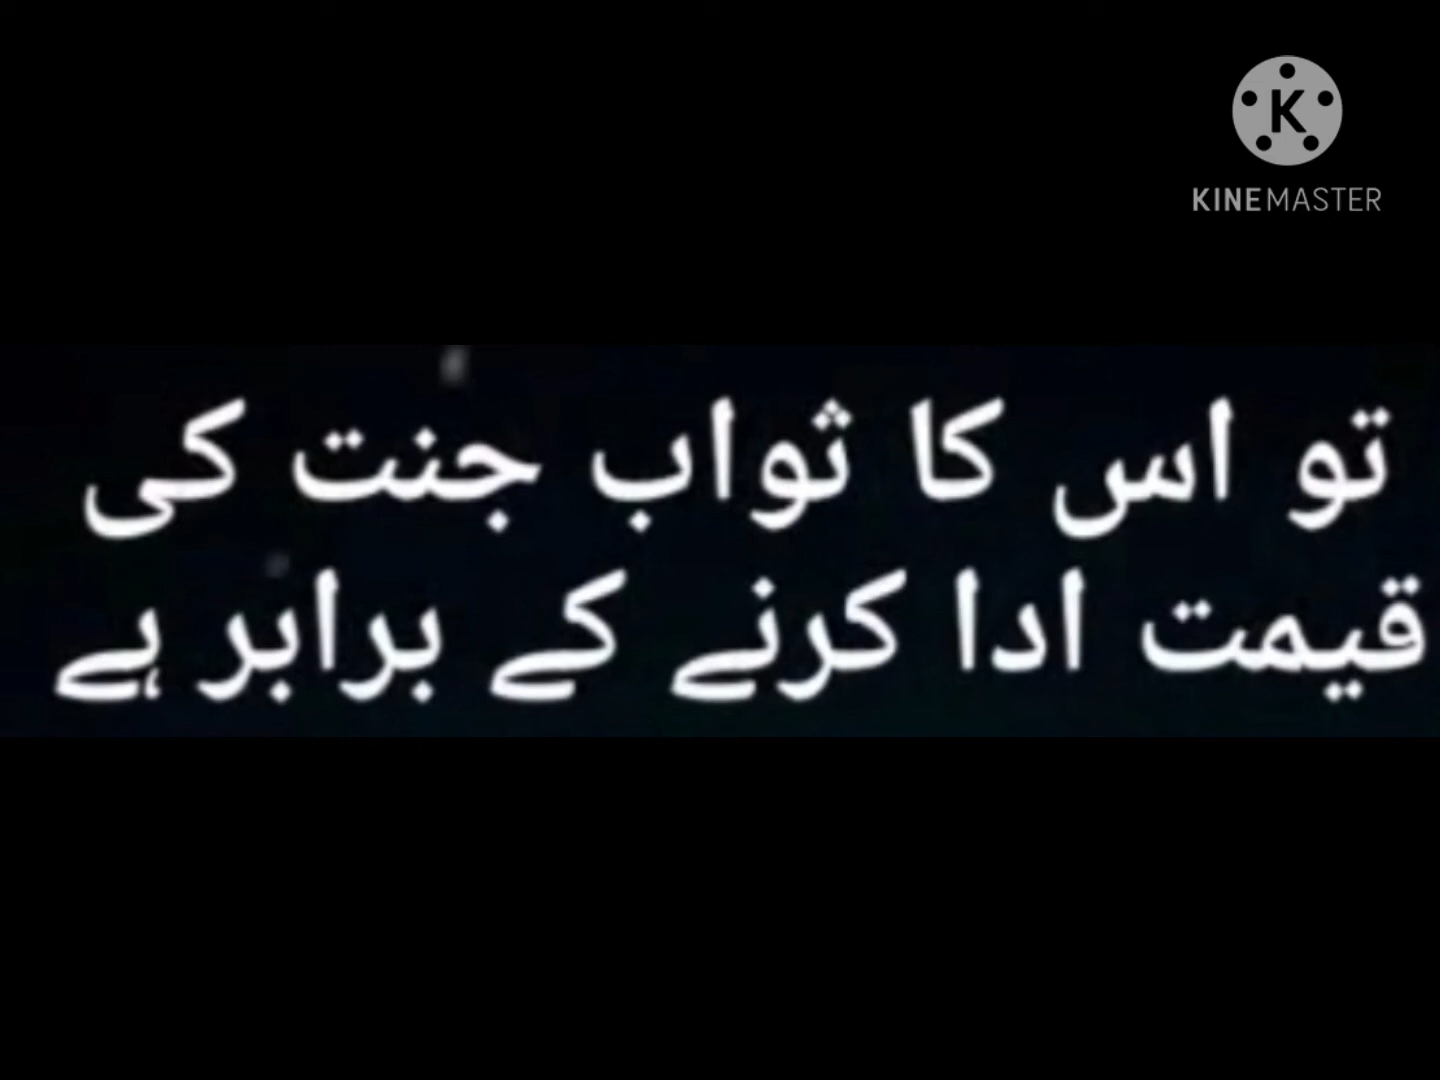 KINEMASTER
تو اس کا ثواب جنت کی
قیمت ادا کرنے کے برابر ہے